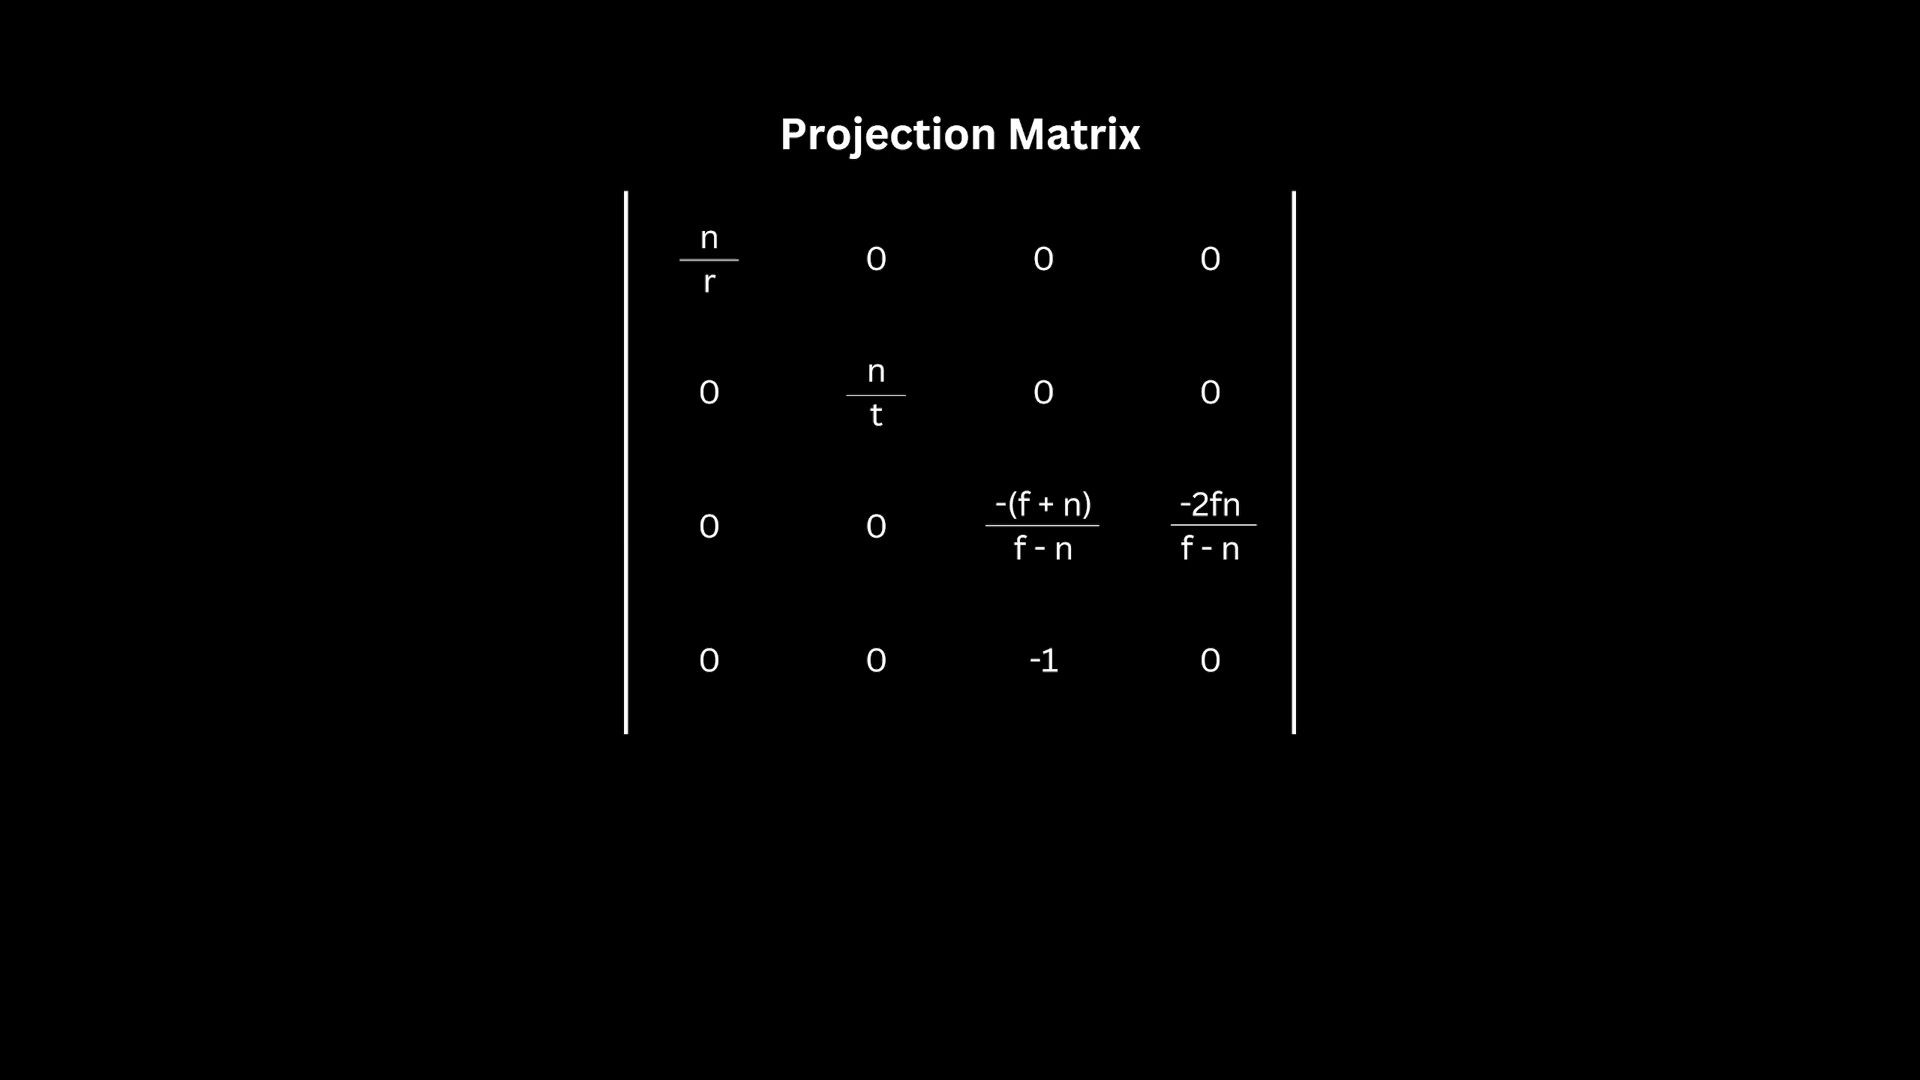 Projection Matrix
n
r
0 0 0
0
n
t
0 0
0 0
-(f + n)
f - n
-2fn
f - n
0 0 -1 0